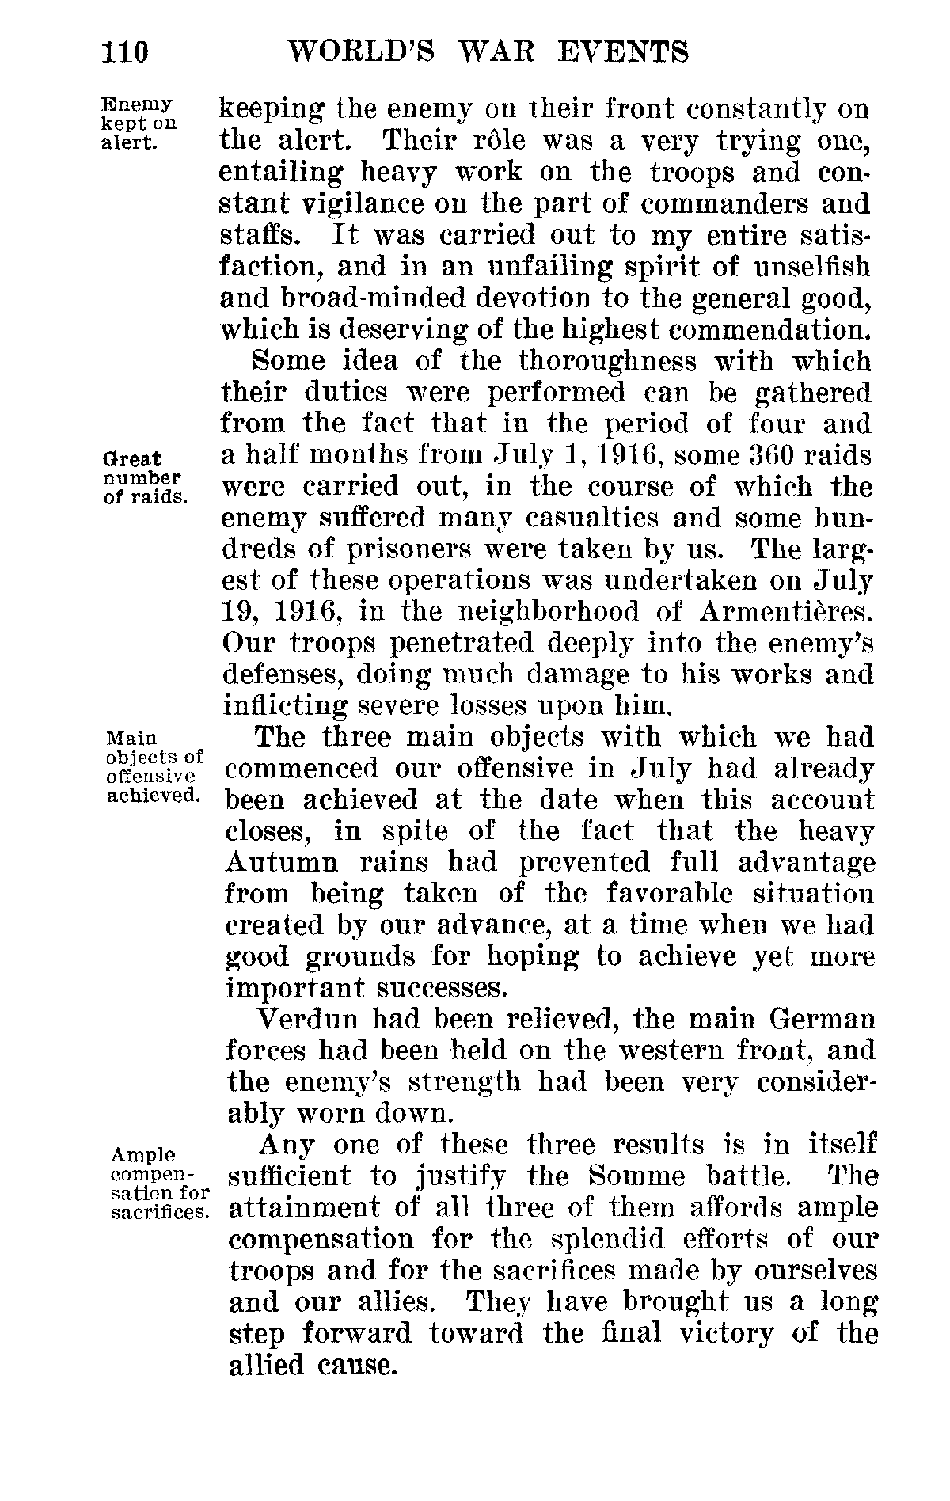 110 WORLD'S WAR EVENTS
Enemy
kept on
alert.
keeping the enemy on their front constantly on
the alert. Their rôle was a very trying one,
entailing heavy work on the troops and con-
stant vigilance on the part of commanders and
staffs. It was carried out to my entire satis-
faction, and in an unfailing spirit of unselfish
and broad-minded devotion to the general good,
which is deserving of the highest commendation.
Some idea of the thoroughness with which
their duties were performed can be gathered
from the fact that in the period of four and
Great
number
of raids.
a half months from July 1, 1916, some 360 raids
were carried out, in the course of which the
enemy suffered many casualties and some hun-
dreds of prisoners were taken by us. The larg-
est of these operations was undertaken on July
19, 1916, in the neighborhood of Armentières.
Our troops penetrated deeply into the enemy's
defenses, doing much damage to his works and
inflicting severe losses upon him.
Main
objects of
offensive
achieved.
The three main objects with which we had
commenced our offensive in July had already
been achieved at the date when this account
closes, in spite of the fact that the heavy
Autumn rains had prevented full advantage
from being taken of the favorable situation
created by our advance, at a time when we had
good grounds for hoping to achieve yet more
important successes.
Verdun had been relieved, the main German
forces had been held on the western front, and
the enemy's strength had been very consider-
ably worn down.
Ample
compen-
sation for
sacrifices.
Any one of these three results is in itself
sufficient to justify the Somme battle. The
attainment of all three of them affords ample
compensation for the splendid efforts of our
troops and for the sacrifices made by ourselves
and our allies. They have brought us a long
step forward toward the final victory of the
allied cause.